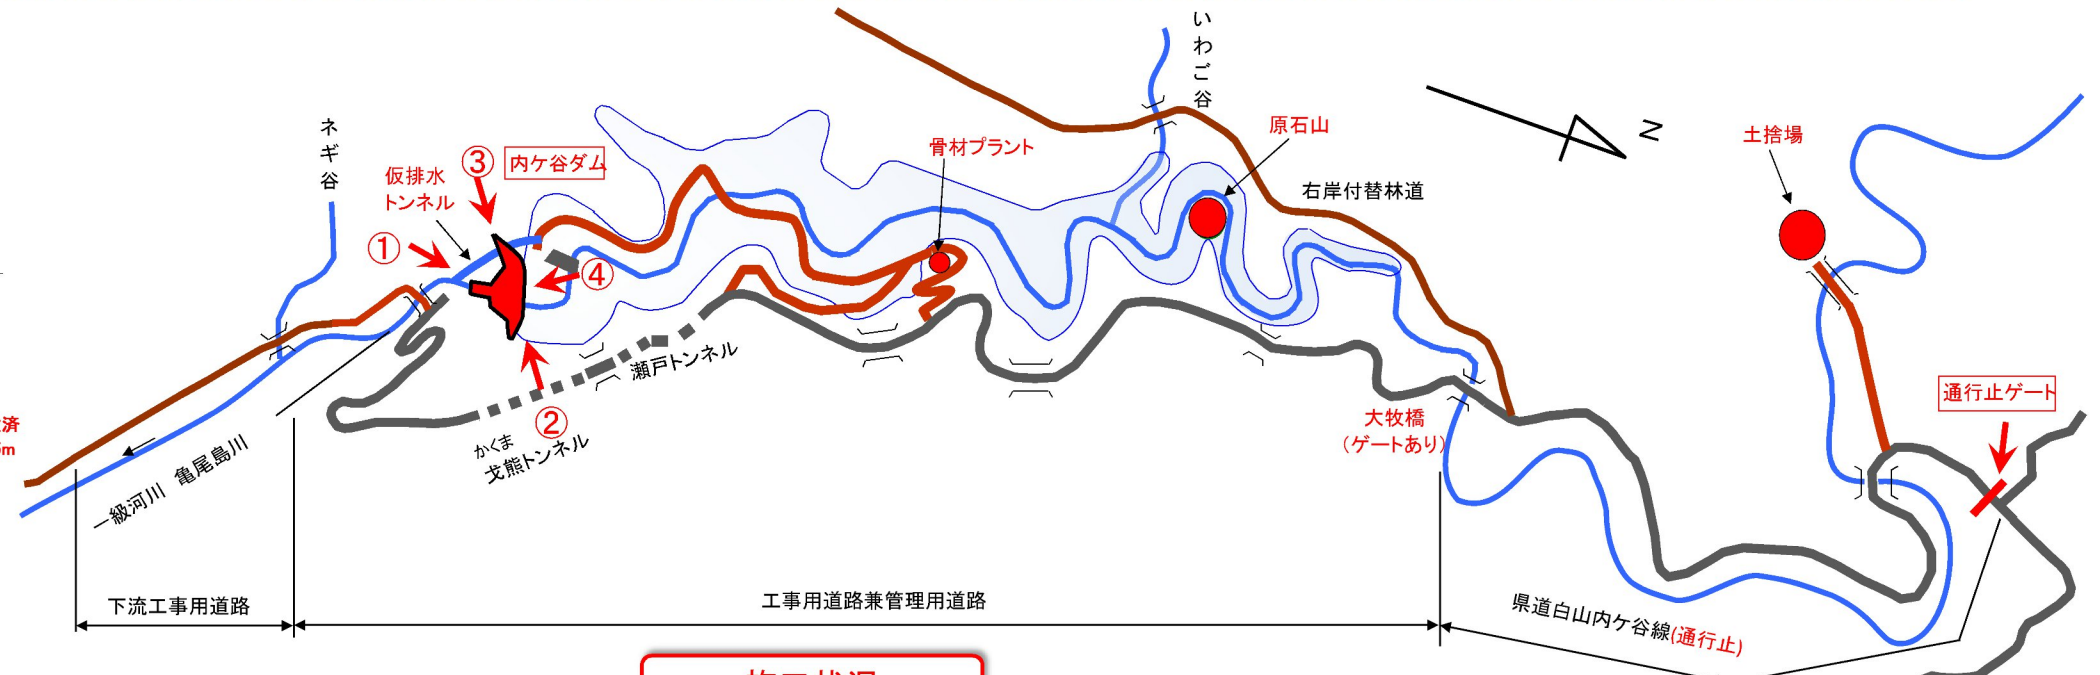 いわご谷
ネギ谷
③
内ケ谷ダム
仮排水
トンネル
①
④
骨材プラント
原石山
右岸付替林道
N
土捨場
通行止ゲート
瀬戸トンネル
②
かくま
戈熊トンネル
大牧橋
(ゲートあり)
済
m
一級河川 亀尾島川
下流工事用道路
工事用道路兼管理用道路
県道白山内ケ谷線(通行止)